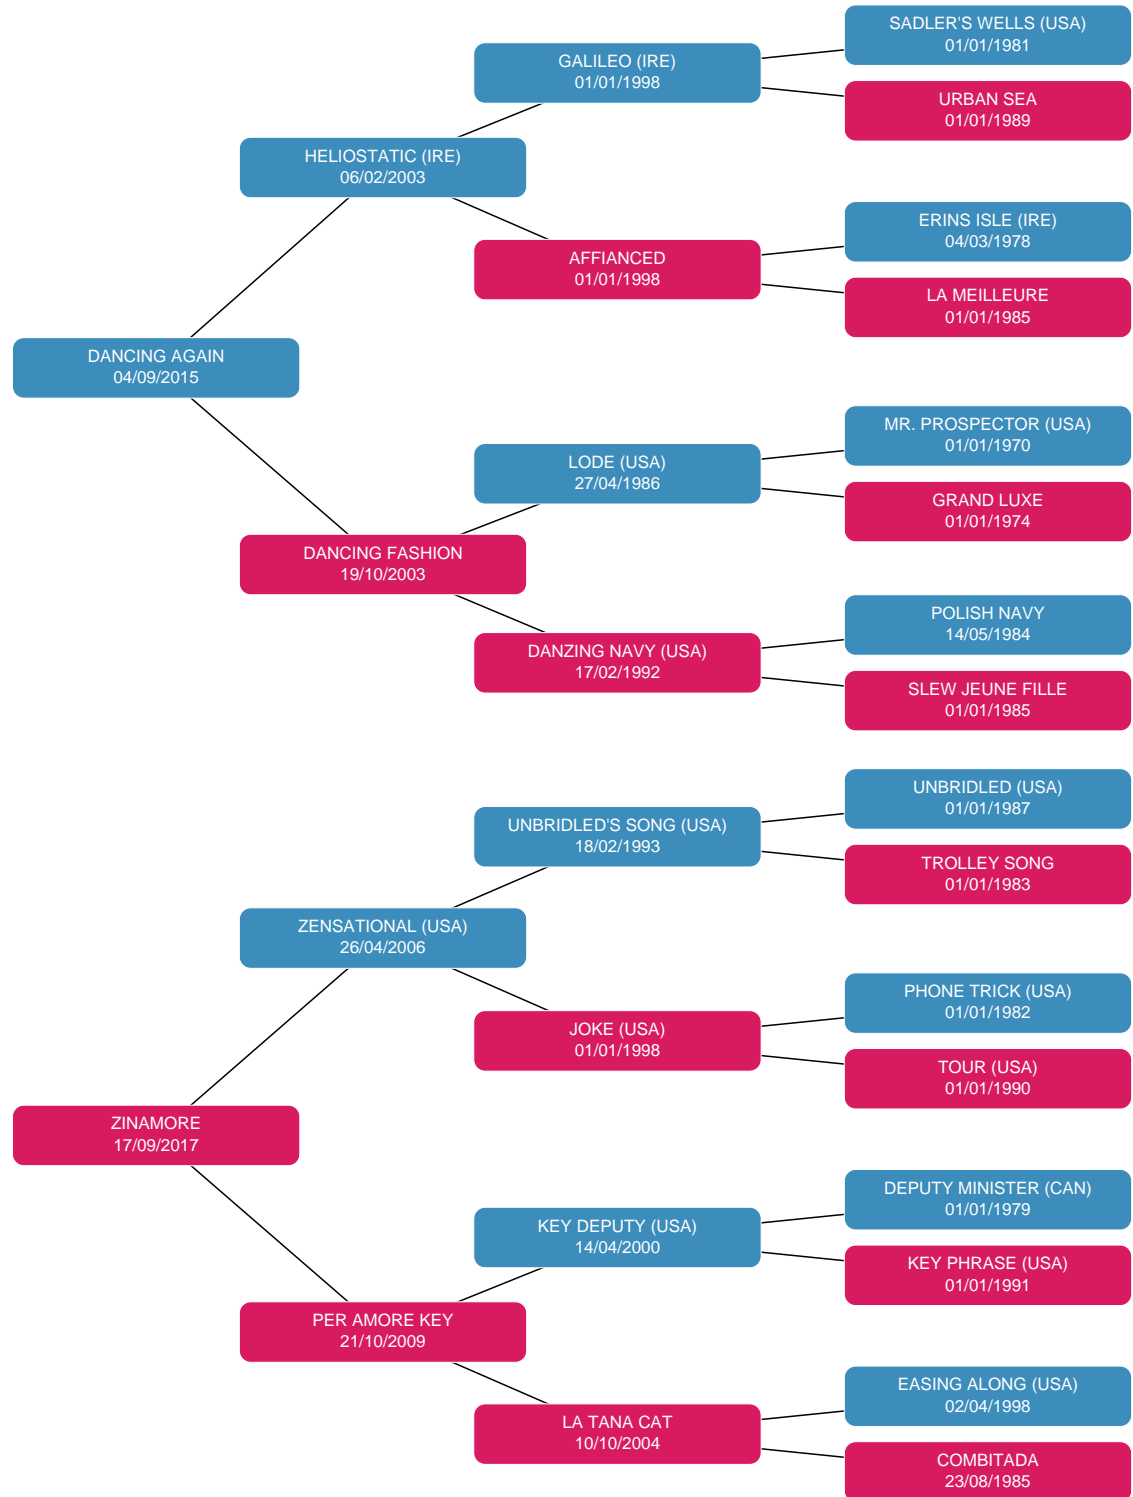 SADLER'S WELLS (USA)
01/01/1981
GALILEO (IRE)
01/01/1998
URBAN SEA
01/01/1989
HELIOSTATIC (IRE)
06/02/2003
ERINS ISLE (IRE)
04/03/1978
AFFIANCED
01/01/1998
LA MEILLEURE
01/01/1985
DANCING AGAIN
04/09/2015
MR. PROSPECTOR (USA)
01/01/1970
LODE (USA)
27/04/1986
GRAND LUXE
01/01/1974
DANCING FASHION
19/10/2003
POLISH NAVY
14/05/1984
DANZING NAVY (USA)
17/02/1992
SLEW JEUNE FILLE
01/01/1985
UNBRIDLED (USA)
01/01/1987
UNBRIDLED'S SONG (USA)
18/02/1993
TROLLEY SONG
01/01/1983
ZENSATIONAL (USA)
26/04/2006
PHONE TRICK (USA)
01/01/1982
JOKE (USA)
01/01/1998
TOUR (USA)
01/01/1990
ZINAMORE
17/09/2017
DEPUTY MINISTER (CAN)
01/01/1979
KEY DEPUTY (USA)
14/04/2000
KEY PHRASE (USA)
01/01/1991
PER AMORE KEY
21/10/2009
EASING ALONG (USA)
02/04/1998
LA TANA CAT
10/10/2004
COMBITADA
23/08/1985